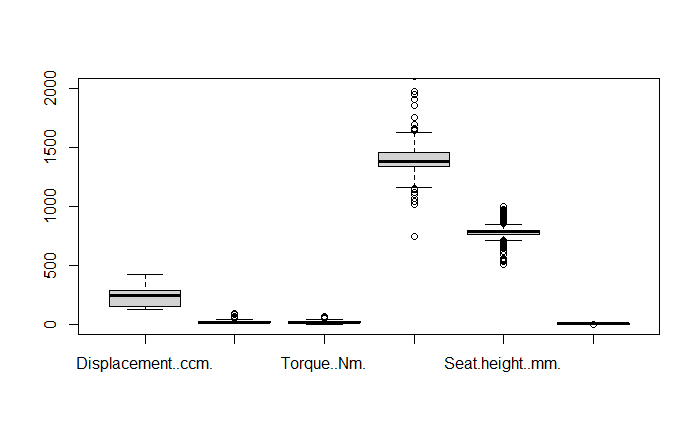 2000
1500
1000
500
0
Displacement..ccm.
Torque..Nm.
Seat.height..mm.